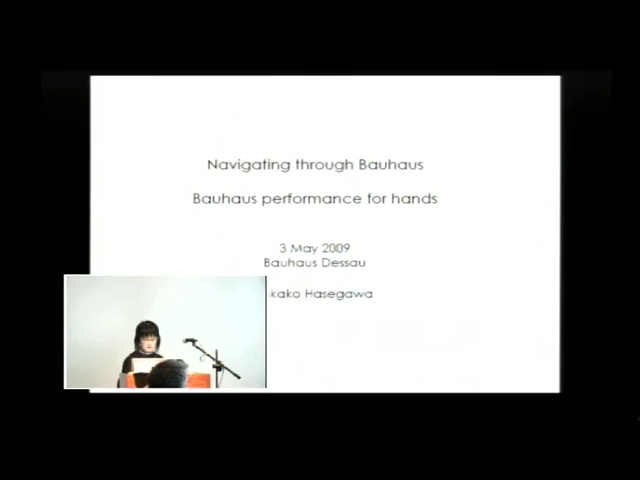 Navigating through Bauhaus
Bauhaus performance for hands
3 May 2009
Bauhaus Dessau
kako Hasegawa